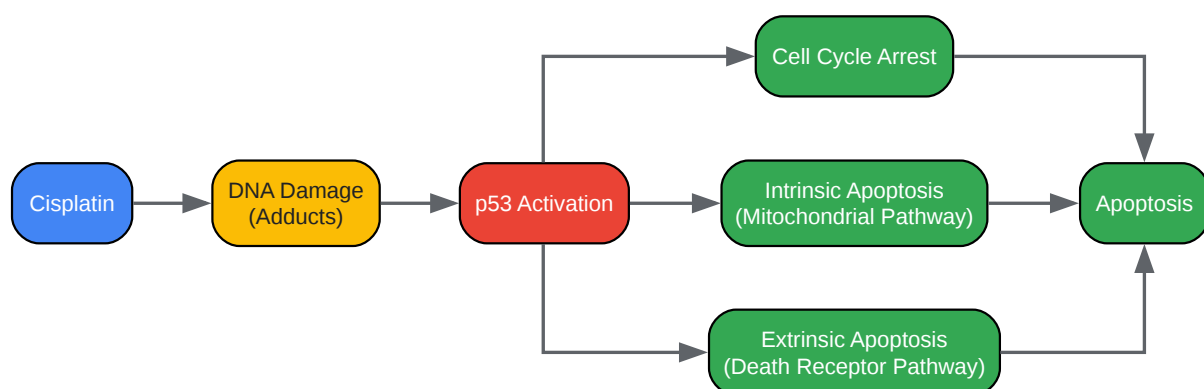 Cell Cycle Arrest
Cisplatin
DNA Damage
(Adducts)
p53 Activation
Intrinsic Apoptosis
(Mitochondrial Pathway)
Apoptosis
Extrinsic Apoptosis
(Death Receptor Pathway)